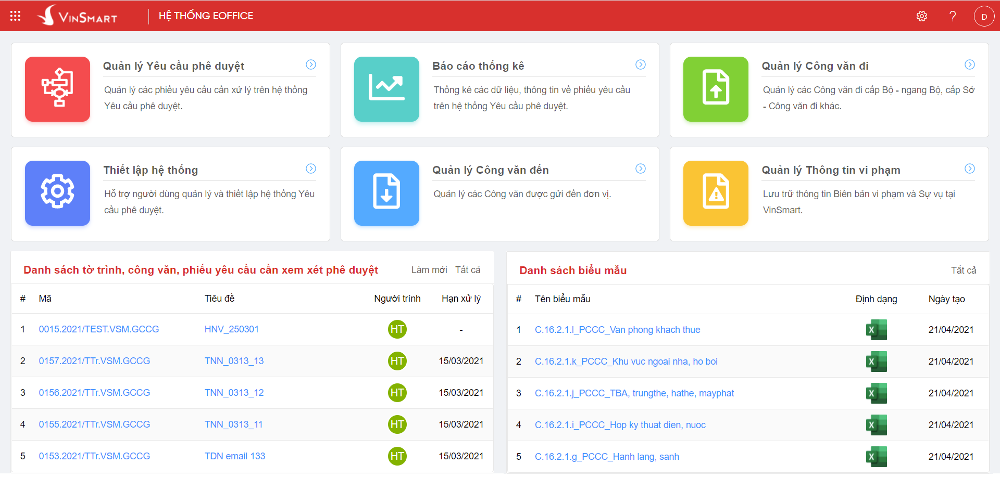 VINSMART
HỆ THỐNG EOFFICE
?
D
Quản lý Yêu cầu phê duyệt
Quản lý các phiếu yêu cầu cần xử lý trên hệ thống
Yêu cầu phê duyệt.
Báo cáo thống kê
Thống kê các dữ liệu, thông tin về phiếu yêu cầu
trên hệ thống Yêu cầu phê duyệt.
Quản lý Công văn đi
Quản lý các Công văn đi cấp Bộ - ngang Bộ, cấp Sở
- Công văn đi khác.
Thiết lập hệ thống
Hỗ trợ người dùng quản lý và thiết lập hệ thống Yêu
cầu phê duyệt.
Quản lý Công văn đến
Quản lý các Công văn được gửi đến đơn vị.
Quản lý Thông tin vi phạm
Lưu trữ thông tin Biên bản vi phạm và Sự vụ tại
VinSmart.
Danh sách tờ trình, công văn, phiếu yêu cầu cần xem xét phê duyệt Làm mới Tất cả
# Mã Tiêu đề Người trình Hạn xử lý
1 0015.2021/TEST.VSM.GCCG HNV_250301 HT -
2 0157.2021/TTr.VSM.GCCG TNN_0313_13 HT 15/03/2021
3 0156.2021/TTr.VSM.GCCG TNN_0313_12 HT 15/03/2021
4 0155.2021/TTr.VSM.GCCG TNN_0313_11 HT 15/03/2021
5 0153.2021/TTr.VSM.GCCG TDN email 133 HT 15/03/2021
Danh sách biểu mẫu Tất cả
# Tên biểu mẫu Định dạng Ngày tạo
1 C.16.2.1.l_PCCC_Van phong khach thue X 21/04/2021
2 C.16.2.1.k_PCCC_Khu vuc ngoai nha, ho boi X 21/04/2021
3 C.16.2.1.j_PCCC_TBA, trungthe, hathe, mayphat X 21/04/2021
4 C.16.2.1.i_PCCC_Hop ky thuat dien, nuoc X 21/04/2021
5 C.16.2.1.g_PCCC_Hanh lang, sanh X 21/04/2021